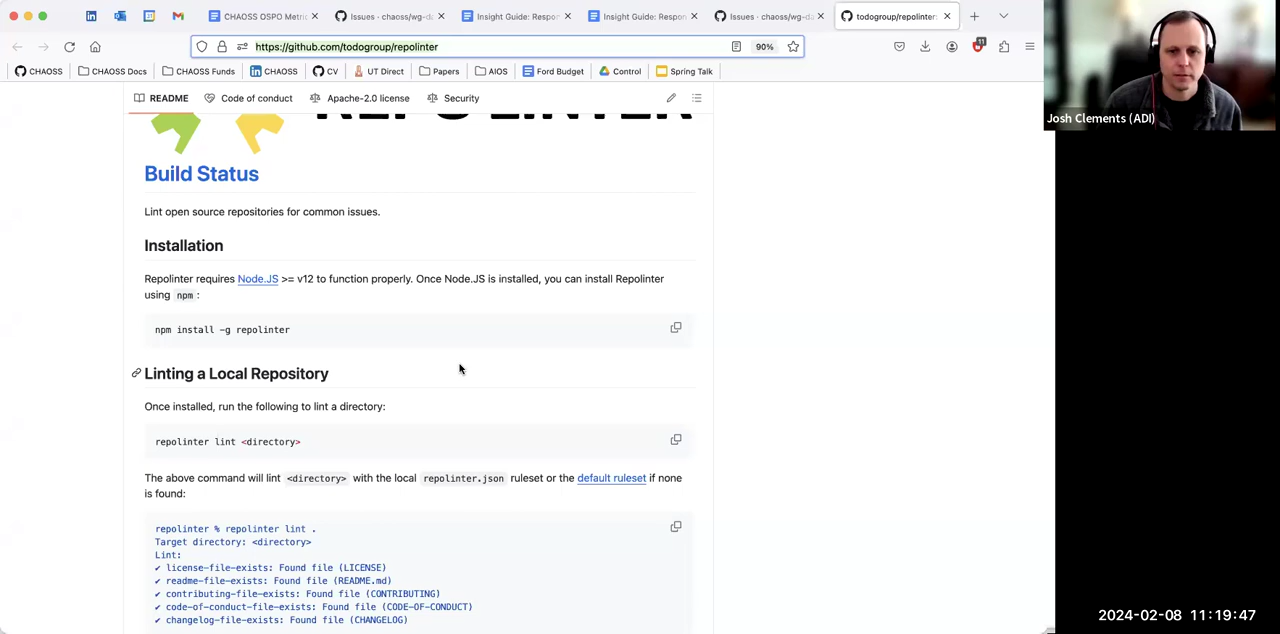 CHAOSS OSPO Metri
Issues · chaoss/wg-da
Insight Guide: Respon
Insight Guide: Respon
Issues · chaoss/wg-da
todogroup/repolinter:
https://github.com/todogroup/repolinter
90%
11
CHAOSS
CHAOSS Docs
CHAOSS Funds
CHAOSS
CV
UT Direct
Papers
AIOS
Ford Budget
Control
Spring Talk
Josh Clements (ADI)
README
Code of conduct
Apache-2.0 license
Security
Build Status
Lint open source repositories for common issues.
Installation
Repolinter requires Node.JS >= v12 to function properly. Once Node.JS is installed, you can install Repolinter
using npm :
npm install -g repolinter
Linting a Local Repository
Once installed, run the following to lint a directory:
repolinter lint <directory>
The above command will lint <directory> with the local repolinter.json ruleset or the default ruleset if none
is found:
repolinter % repolinter lint .
Target directory: <directory>
Lint:
✔ license-file-exists: Found file (LICENSE)
✔ readme-file-exists: Found file (README.md)
✔ contributing-file-exists: Found file (CONTRIBUTING)
✔ code-of-conduct-file-exists: Found file (CODE-OF-CONDUCT)
✔ changelog-file-exists: Found file (CHANGELOG)
2024-02-08 11:19:47